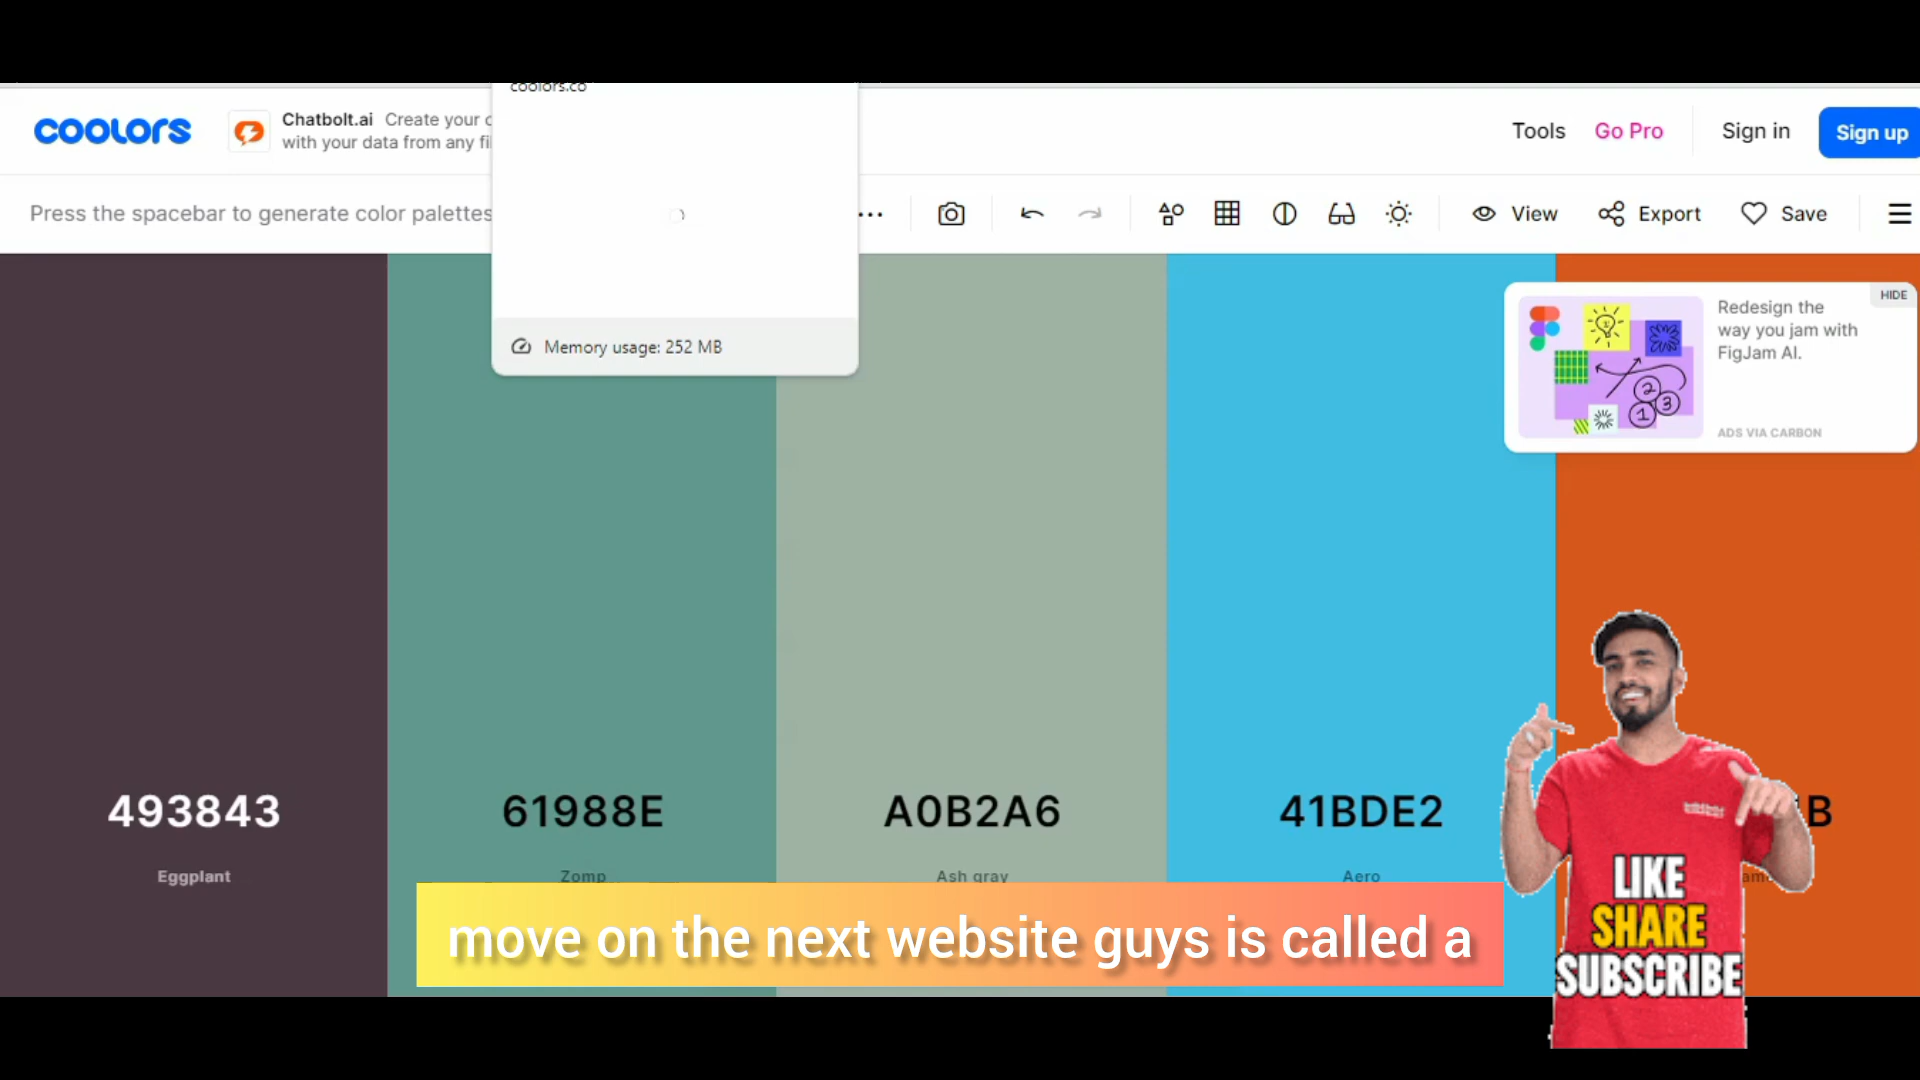 coolors.co
COOLORS
Chatbolt.ai Create your
with your data from any
Tools
Go Pro
Sign in
Sign up
Press the spacebar to generate color palettes
View
Export
Save
HIDE
Redesign the
way you jam with
FigJam AI.
ADS VIA CARBON
1
2
3
Memory usage: 252 MB
493843
61988E
A0B2A6
41BDE2
B
Eggplant
Zomp
Ash gray
Aero
move on the next website guys is called a
LIKE
SHARE
SUBSCRIBE